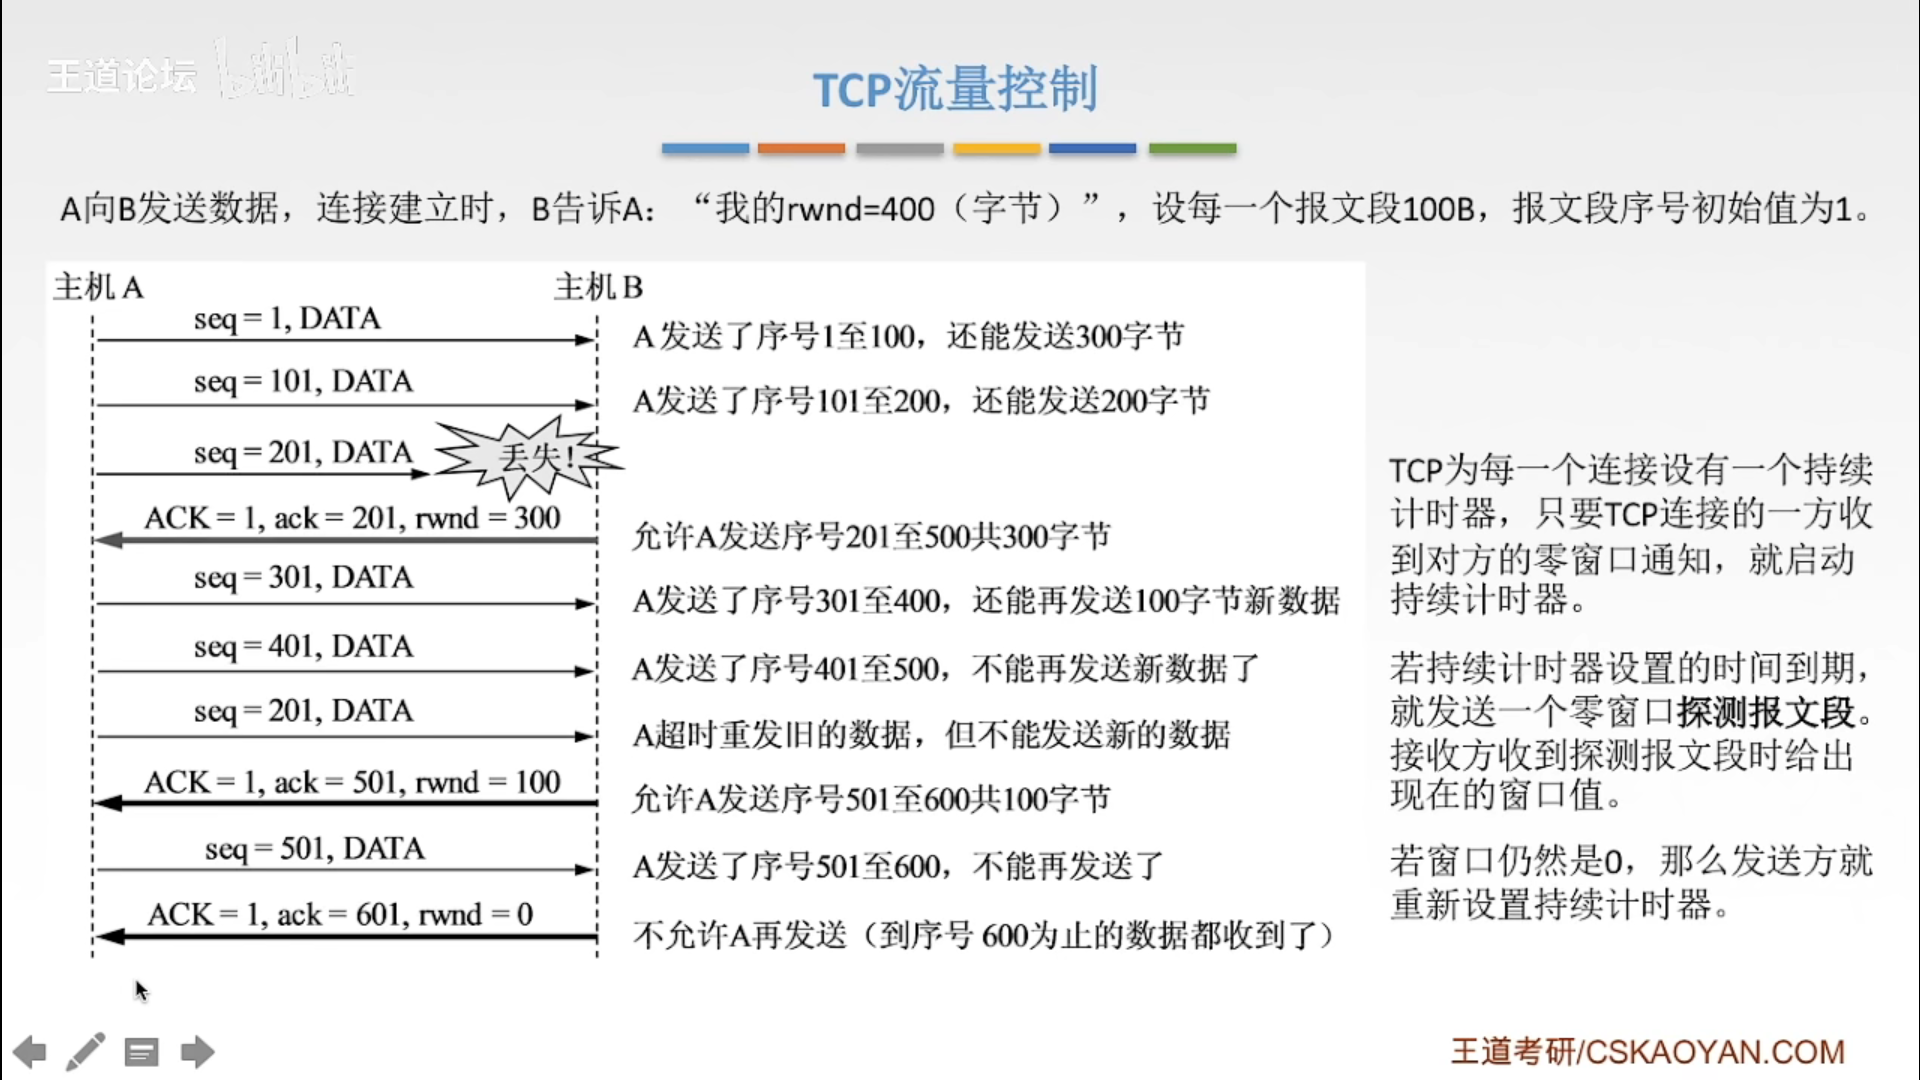 王道论坛 bilibili
TCP流量控制
A向B发送数据，连接建立时，B告诉A：“我的rwnd=400（字节）”，设每一个报文段100B，报文段序号初始值为1。
主机A 主机B
seq = 1, DATA
A发送了序号1至100，还能发送300字节
seq = 101, DATA
A发送了序号101至200，还能发送200字节
seq = 201, DATA 丢失！
ACK = 1, ack = 201, rwnd = 300
允许A发送序号201至500共300字节
seq = 301, DATA
A发送了序号301至400，还能再发送100字节新数据
seq = 401, DATA
A发送了序号401至500，不能再发送新数据了
seq = 201, DATA
A超时重发旧的数据，但不能发送新的数据
ACK = 1, ack = 501, rwnd = 100
允许A发送序号501至600共100字节
seq = 501, DATA
A发送了序号501至600，不能再发送了
ACK = 1, ack = 601, rwnd = 0
不允许A再发送（到序号 600为止的数据都收到了）
TCP为每一个连接设有一个持续
计时器，只要TCP连接的一方收
到对方的零窗口通知，就启动
持续计时器。
若持续计时器设置的时间到期，
就发送一个零窗口探测报文段。
接收方收到探测报文段时给出
现在的窗口值。
若窗口仍然是0，那么发送方就
重新设置持续计时器。
王道考研/CSKAOYAN.COM